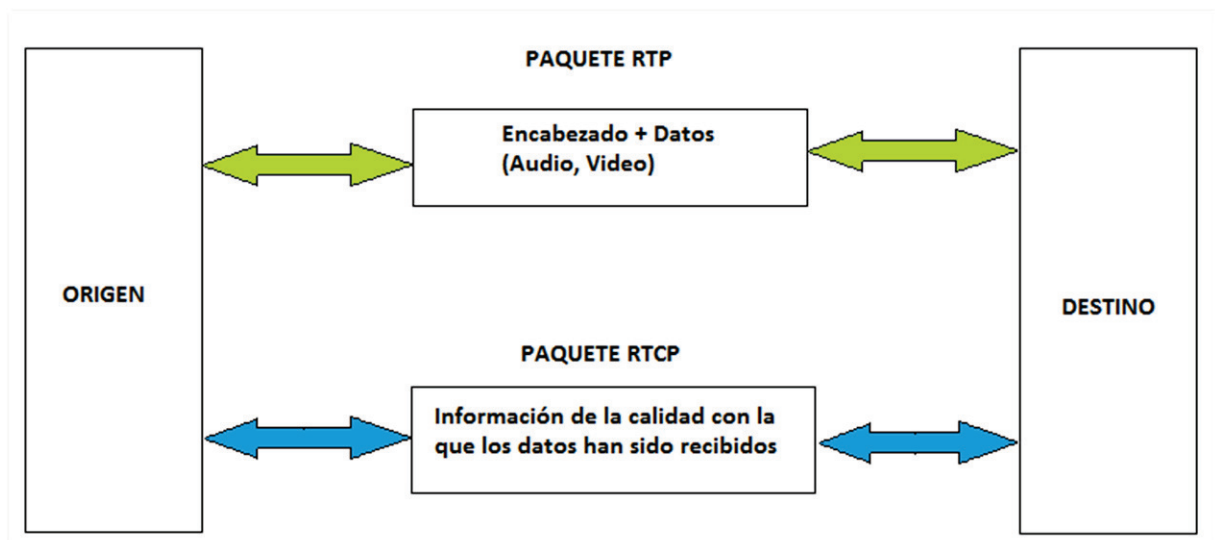 PAQUETE RTP
Encabezado + Datos
(Audio, Video)
ORIGEN
DESTINO
PAQUETE RTCP
Información de la calidad con la
que los datos han sido recibidos